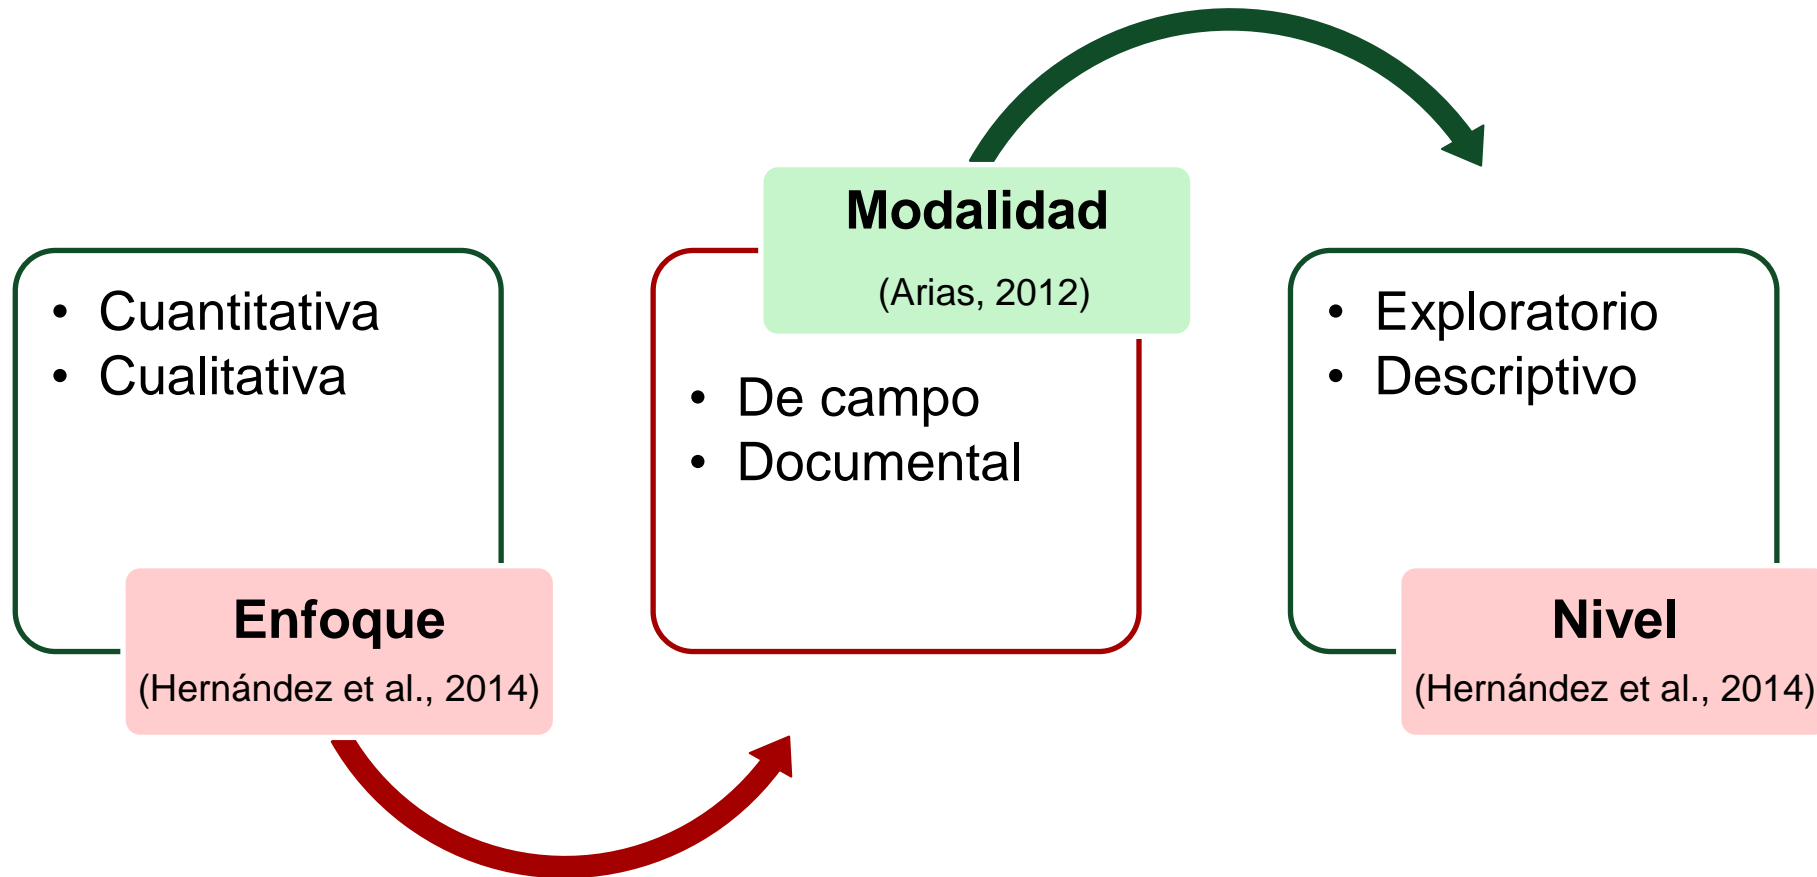 • Cuantitativa
• Cualitativa
Enfoque
(Hernández et al., 2014)
Modalidad
(Arias, 2012)
• De campo
• Documental
• Exploratorio
• Descriptivo
Nivel
(Hernández et al., 2014)